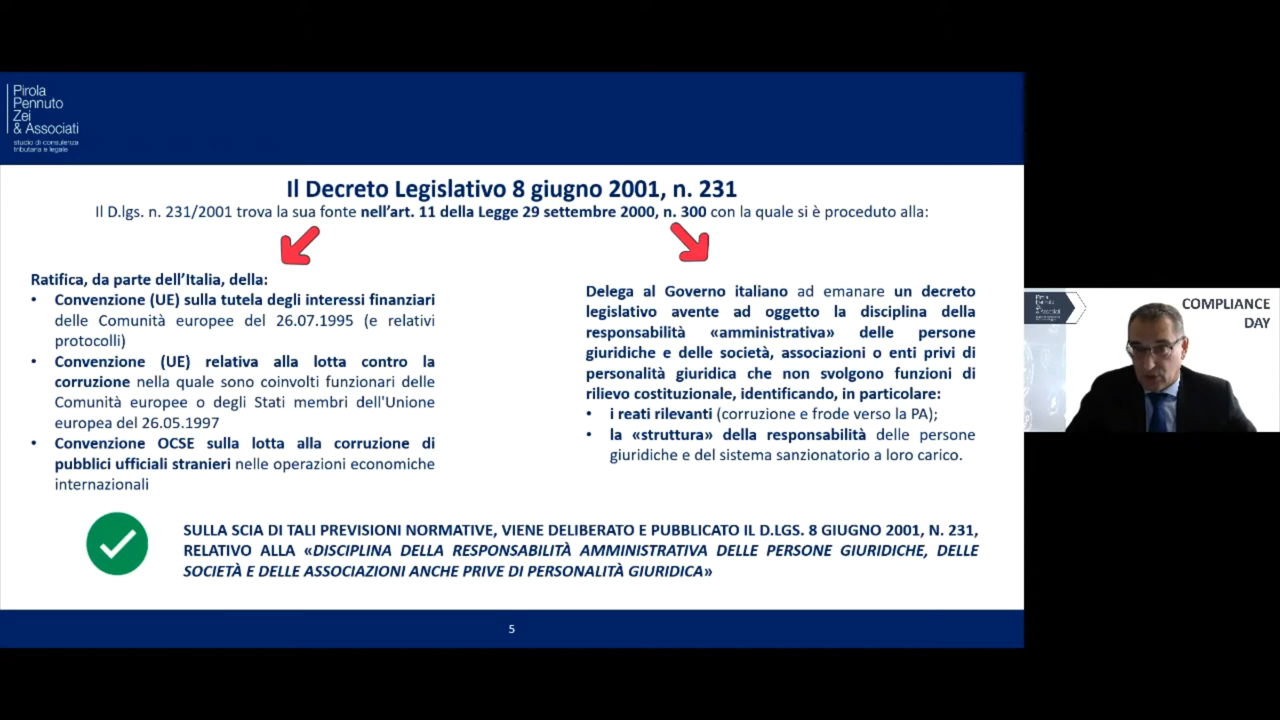 Pirola
Pennuto
Zei
& Associati
studio di consulenza
tributaria e legale
Il Decreto Legislativo 8 giugno 2001, n. 231
Il D.lgs. n. 231/2001 trova la sua fonte nell'art. 11 della Legge 29 settembre 2000, n. 300 con la quale si è proceduto alla:
Ratifica, da parte dell'Italia, della:
• Convenzione (UE) sulla tutela degli interessi finanziari
delle Comunità europee del 26.07.1995 (e relativi
protocolli)
• Convenzione (UE) relativa alla lotta contro la
corruzione nella quale sono coinvolti funzionari delle
Comunità europee o degli Stati membri dell'Unione
europea del 26.05.1997
• Convenzione OCSE sulla lotta alla corruzione di
pubblici ufficiali stranieri nelle operazioni economiche
internazionali
Delega al Governo italiano ad emanare un decreto
legislativo avente ad oggetto la disciplina della
responsabilità «amministrativa» delle persone
giuridiche e delle società, associazioni o enti privi di
personalità giuridica che non svolgono funzioni di
rilievo costituzionale, identificando, in particolare:
• i reati rilevanti (corruzione e frode verso la PA);
• la «struttura» della responsabilità delle persone
giuridiche e del sistema sanzionatorio a loro carico.
SULLA SCIA DI TALI PREVISIONI NORMATIVE, VIENE DELIBERATO E PUBBLICATO IL D.LGS. 8 GIUGNO 2001, N. 231,
RELATIVO ALLA «DISCIPLINA DELLA RESPONSABILITÀ AMMINISTRATIVA DELLE PERSONE GIURIDICHE, DELLE
SOCIETÀ E DELLE ASSOCIAZIONI ANCHE PRIVE DI PERSONALITÀ GIURIDICA»
5
Pirola
Pennuto
Zei
& Associati
COMPLIANCE
DAY